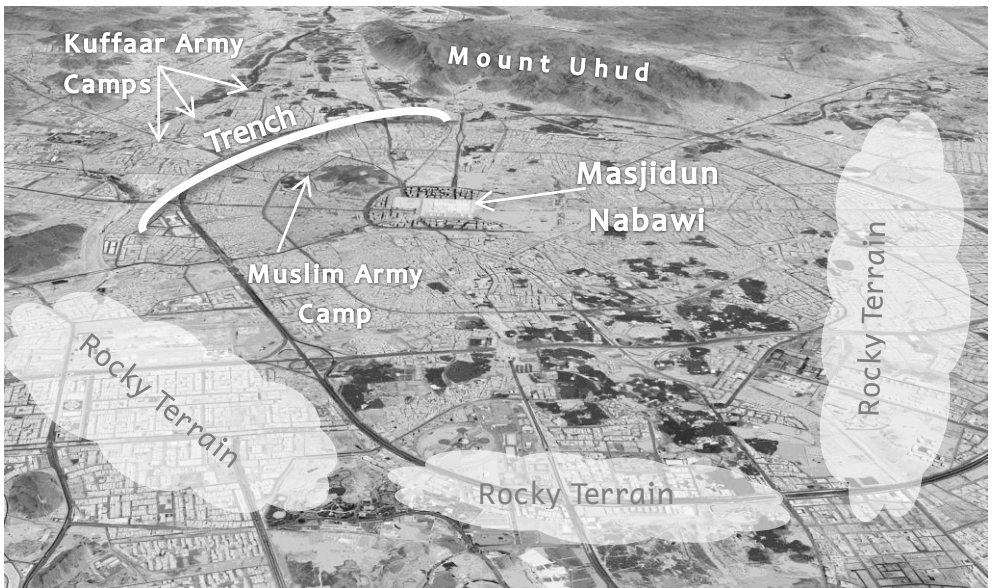 Kuffaar Army
Camps
Mount Uhud
Trench
Masjidun
Nabawi
Muslim Army
Camp
Rocky Terrain
Rocky Terrain
Rocky Terrain